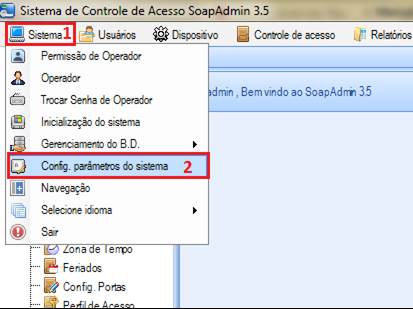 Sistema de Controle de Acesso SoapAdmin 3.5
Sistema 1 Usuários Dispositivo Controle de acesso Relatórios
Permissão de Operador
Operador
admin , Bem vindo ao SoapAdmin 3.5
Trocar Senha de Operador
Inicialização do sistema
Gerenciamento do B.D.
Config. parâmetros do sistema 2
Navegação
Selecione idioma
Sair
Zona de Tempo
Feriados
Config. Portas
Perfil de Acesso